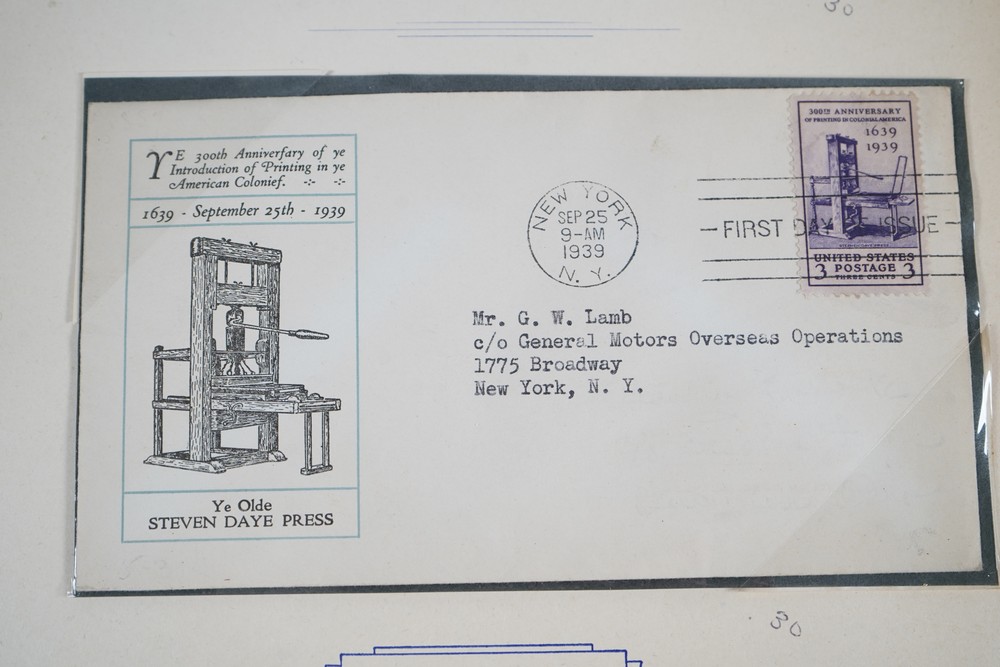 30
YE 300th Anniverfary of ye
Introduction of Printing in ye
American Colonief. -:- -:-
1639 - September 25th - 1939
Ye Olde
STEVEN DAYE PRESS
NEW YORK
SEP 25
9-AM
1939
N. Y.
FIRST DAY OF ISSUE
300TH ANNIVERSARY
OF PRINTING IN COLONIAL AMERICA
1639
1939
UNITED STATES
3 POSTAGE 3
THREE CENTS
Mr. G. W. Lamb
c/o General Motors Overseas Operations
1775 Broadway
New York, N. Y.
30